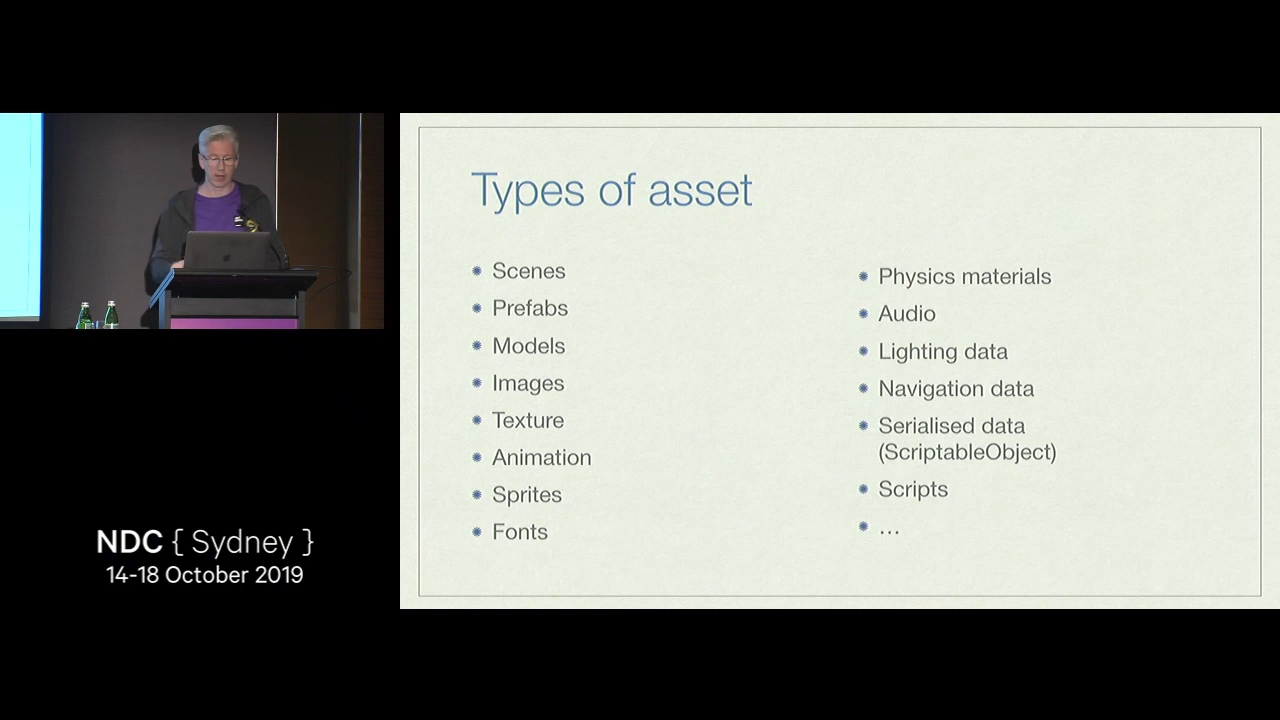 NDC { Sydney }
14-18 October 2019
Types of asset
Scenes
Prefabs
Models
Images
Texture
Animation
Sprites
Fonts
Physics materials
Audio
Lighting data
Navigation data
Serialised data
(ScriptableObject)
Scripts
…